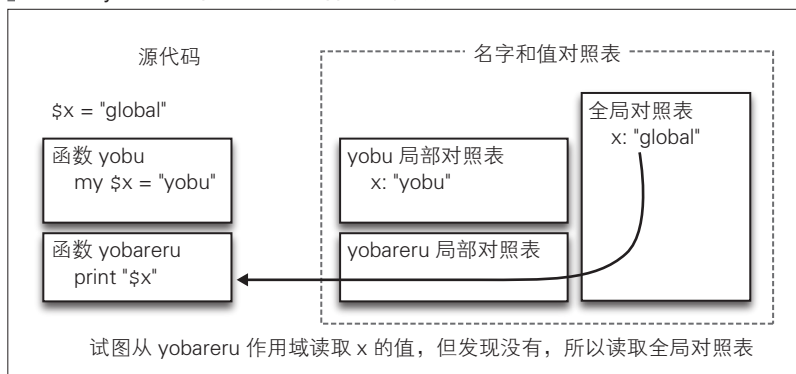 源代码
名字和值对照表
$x = "global"
函数 yobu
my $x = "yobu"
函数 yobareru
print "$x"
yobu 局部对照表
x: "yobu"
yobareru 局部对照表
全局对照表
x: "global"
试图从 yobareru 作用域读取 x 的值，但发现没有，所以读取全局对照表